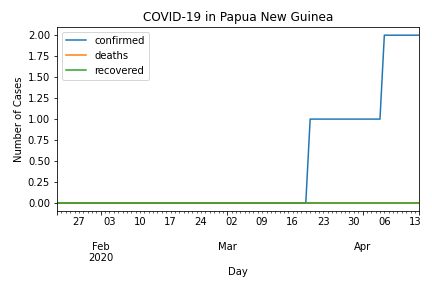 COVID-19 in Papua New Guinea
confirmed
deaths
recovered
Number of Cases
2.00
1.75
1.50
1.25
1.00
0.75
0.50
0.25
0.00
27 03 10 17 24 02 09 16 23 30 06 13
Feb Mar Apr
2020
Day